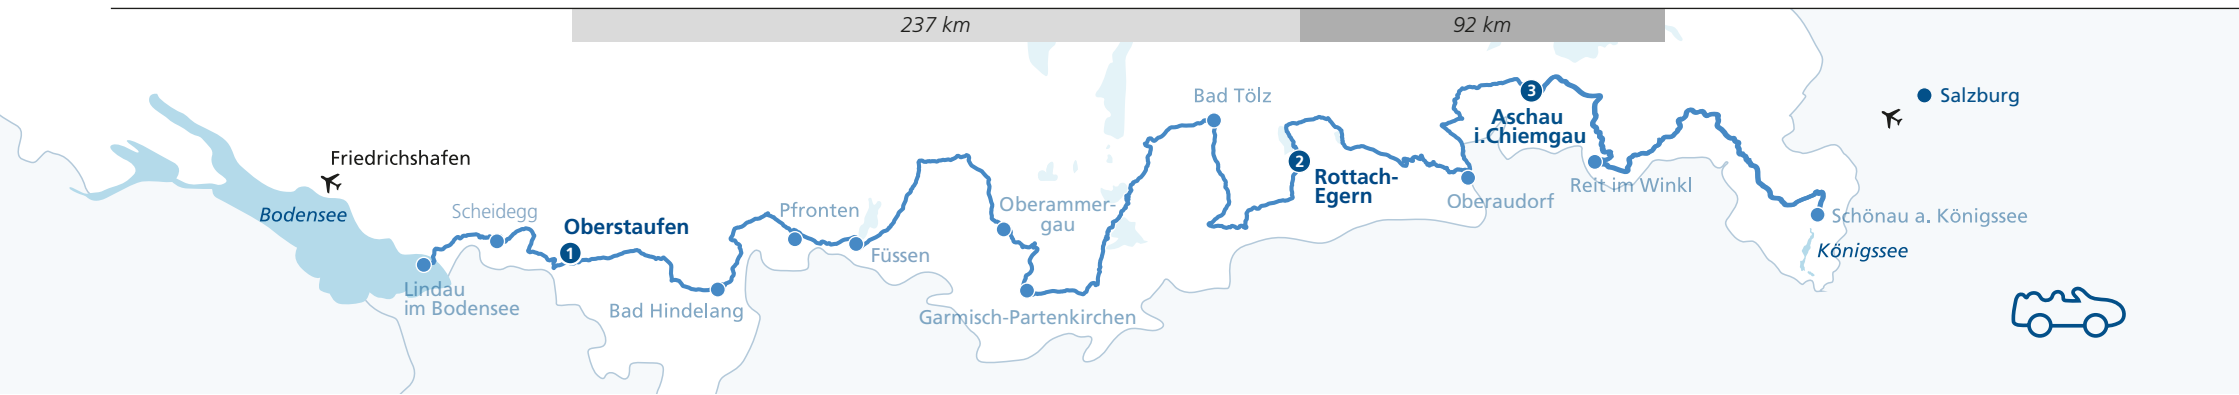 237 km
92 km
Bad Tölz
3
Aschau
i.Chiemgau
Salzburg
Friedrichshafen
2
Rottach-
Egern
Oberaudorf
Reit im Winkl
Bodensee
Scheidegg
1
Oberstaufen
Pfronten
Füssen
Oberammer-
gau
Schönau a. Königssee
Königssee
Lindau
im Bodensee
Bad Hindelang
Garmisch-Partenkirchen